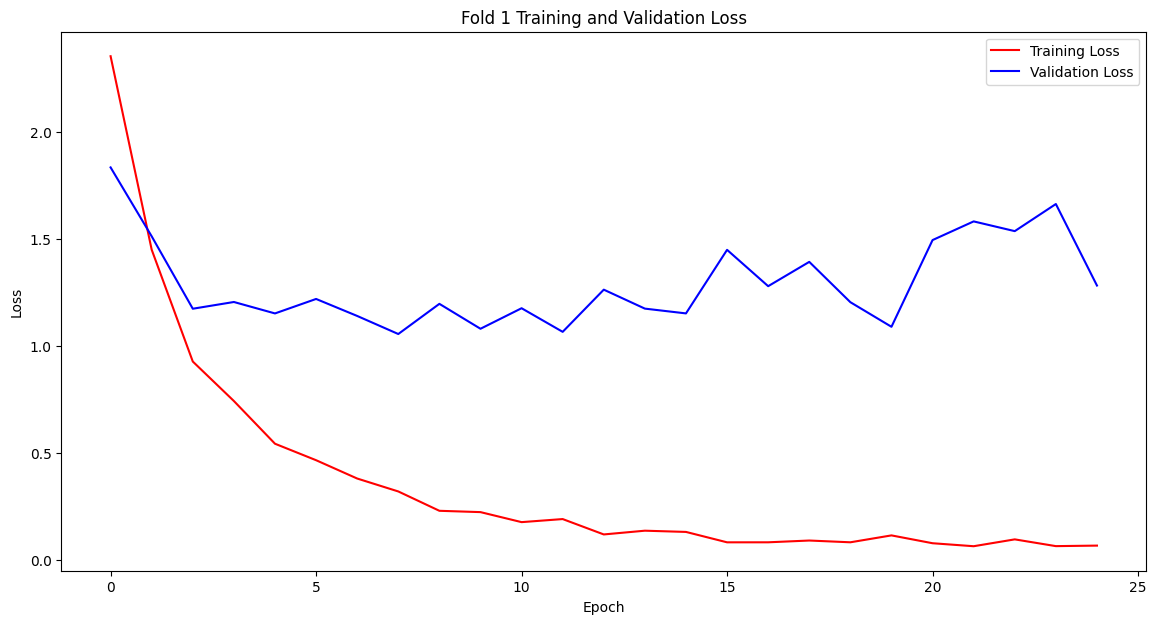 Fold 1 Training and Validation Loss
Training Loss
Validation Loss
2.0
1.5
1.0
0.5
0.0
Loss
0 5 10 15 20 25
Epoch